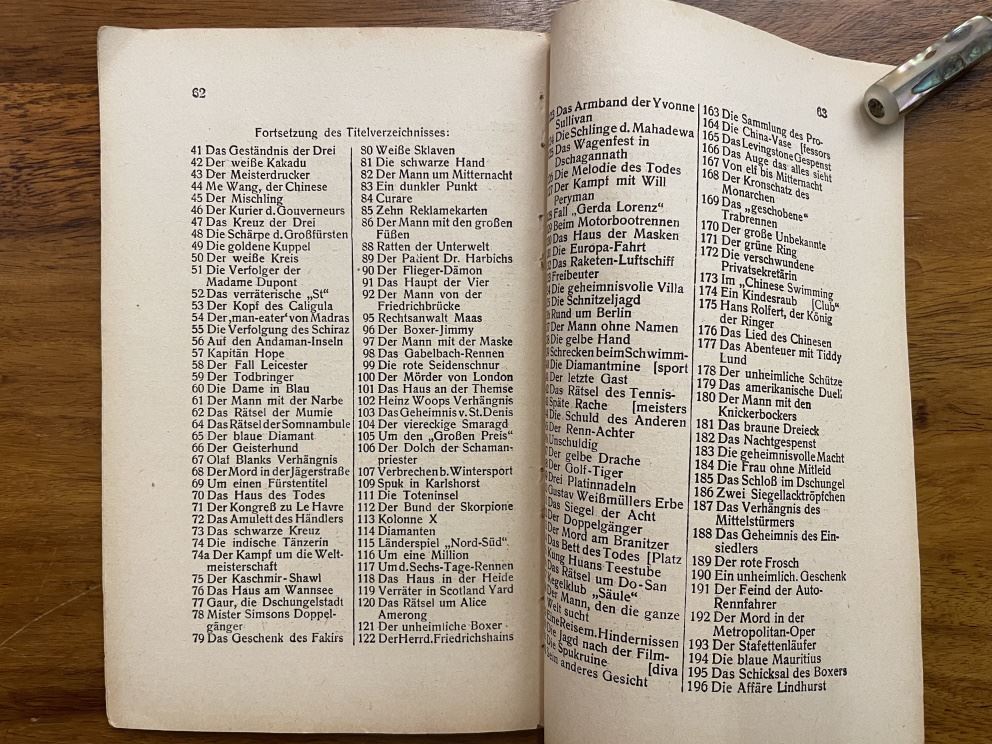 62
Fortsetzung des Titelverzeichnisses:
41 Das Geständnis der Drei
42 Der weiße Kakadu
43 Der Meisterdrucker
44 Me Wang, der Chinese
45 Der Mischling
46 Der Kurier d. Gouverneurs
47 Das Kreuz der Drei
48 Die Schärpe d. Großfürsten
49 Die goldene Kuppel
50 Der weiße Kreis
51 Die Verfolger der
Madame Dupont
52 Das verräterische „St“
53 Der Kopf des Caligula
54 Der „man-eater“ von Madras
55 Die Verfolgung des Schiraz
56 Auf den Andaman-Inseln
57 Kapitän Hope
58 Der Fall Leicester
59 Der Todbringer
60 Die Dame in Blau
61 Der Mann mit der Narbe
62 Das Rätsel der Mumie
64 Das Rätsel der Somnambule
65 Der blaue Diamant
66 Der Geisterhund
67 Olaf Blanks Verhängnis
68 Der Mord in der Jägerstraße
69 Um einen Fürstentitel
70 Das Haus des Todes
71 Der Kongreß zu Le Havre
72 Das Amulett des Händlers
73 Das schwarze Kreuz
74 Die indische Tänzerin
74a Der Kampf um die Welt-
meisterschaft
75 Der Kaschmir-Shawl
76 Das Haus am Wannsee
77 Gaur, die Dschungelstadt
78 Mister Simsons Doppel-
gänger
79 Das Geschenk des Fakirs
80 Weiße Sklaven
81 Die schwarze Hand
82 Der Mann um Mitternacht
83 Ein dunkler Punkt
84 Curare
85 Zehn Reklamekarten
86 Der Mann mit den großen
Füßen
88 Ratten der Unterwelt
89 Der Patient Dr. Harbichs
90 Der Flieger-Dämon
91 Das Haupt der Vier
92 Der Mann von der
Friedrichbrücke
95 Rechtsanwalt Maas
96 Der Boxer-Jimmy
97 Der Mann mit der Maske
98 Das Gabelbach-Rennen
99 Die rote Seidenschnur
100 Der Mörder von London
101 Das Haus an der Themse
102 Heinz Woops Verhängnis
103 Das Geheimnis v. St. Denis
104 Der viereckige Smaragd
105 Um den „Großen Preis“
106 Der Dolch der Schaman-
priester
107 Verbrechen b. Wintersport
109 Spuk in Karlshorst
111 Die Toteninsel
112 Der Bund der Skorpione
113 Kolonne X
114 Diamanten
115 Länderspiel „Nord-Süd“.
116 Um eine Million
117 Um d. Sechs-Tage-Rennen
118 Das Haus in der Heide
119 Verräter in Scotland Yard
120 Das Rätsel um Alice
Amerong
121 Der unheimliche Boxer
122 Der Herr d. Friedrichshains
63
Das Armband der Yvonne
Sullivan
Die Schlinge d. Mahadewa
Das Wagenfest in
Dschagannath
Die Melodie des Todes
Der Kampf mit Will
Peryman
Fall „Gerda Lorenz“
Beim Motorbootrennen
Das Haus der Masken
Die Europa-Fahrt
Das Raketen-Luftschiff
Freibeuter
Die geheimnisvolle Villa
Die Schnitzeljagd
Rund um Berlin
Der Mann ohne Namen
Die gelbe Hand
Schrecken beim Schwimm-
Die Diamantmine [sport
Der letzte Gast
Das Rätsel des Tennis-
Späte Rache [meisters
Die Schuld des Anderen
Der Renn-Achter
Unschuldig
Der gelbe Drache
Der Golf-Tiger
Drei Platinnadeln
Gustav Weißmüllers Erbe
Das Siegel der Acht
Der Doppelgänger
Der Mord am Branitzer
Das Bett des Todes [Platz
Kung Huans Teestube
Das Rätsel um Do-San
Kegelklub „Säule“
Der Mann, den die ganze
Welt sucht
Eine Reise m. Hindernissen
Die Jagd nach der Film-
Die Spukruine [diva
Sein anderes Gesicht
163 Die Sammlung des Pro-
164 Die China-Vase [fessors
165 Das Levingstone Gespenst
166 Das Auge das alles sieht
167 Von elf bis Mitternacht
168 Der Kronschatz des
Monarchen
169 Das „geschobene“
Trabrennen
170 Der große Unbekannte
171 Der grüne Ring
172 Die verschwundene
Privatsekretärin
173 Im „Chinese Swimming
174 Ein Kindesraub [Club“
175 Hans Rolfert, der König
der Ringer
176 Das Lied des Chinesen
177 Das Abenteuer mit Tiddy
Lund
178 Der unheimliche Schütze
179 Das amerikanische Duell
180 Der Mann mit den
Knickerbockers
181 Das braune Dreieck
182 Das Nachtgespenst
183 Die geheimnisvolle Macht
184 Die Frau ohne Mitleid
185 Das Schloß im Dschungel
186 Zwei Siegellacktröpfchen
187 Das Verhängnis des
Mittelstürmers
188 Das Geheimnis des Ein-
siedlers
189 Der rote Frosch
190 Ein unheimlich. Geschenk
191 Der Feind der Auto-
Rennfahrer
192 Der Mord in der
Metropolitan-Oper
193 Der Stafettenläufer
194 Die blaue Mauritius
195 Das Schicksal des Boxers
196 Die Affäre Lindhurst